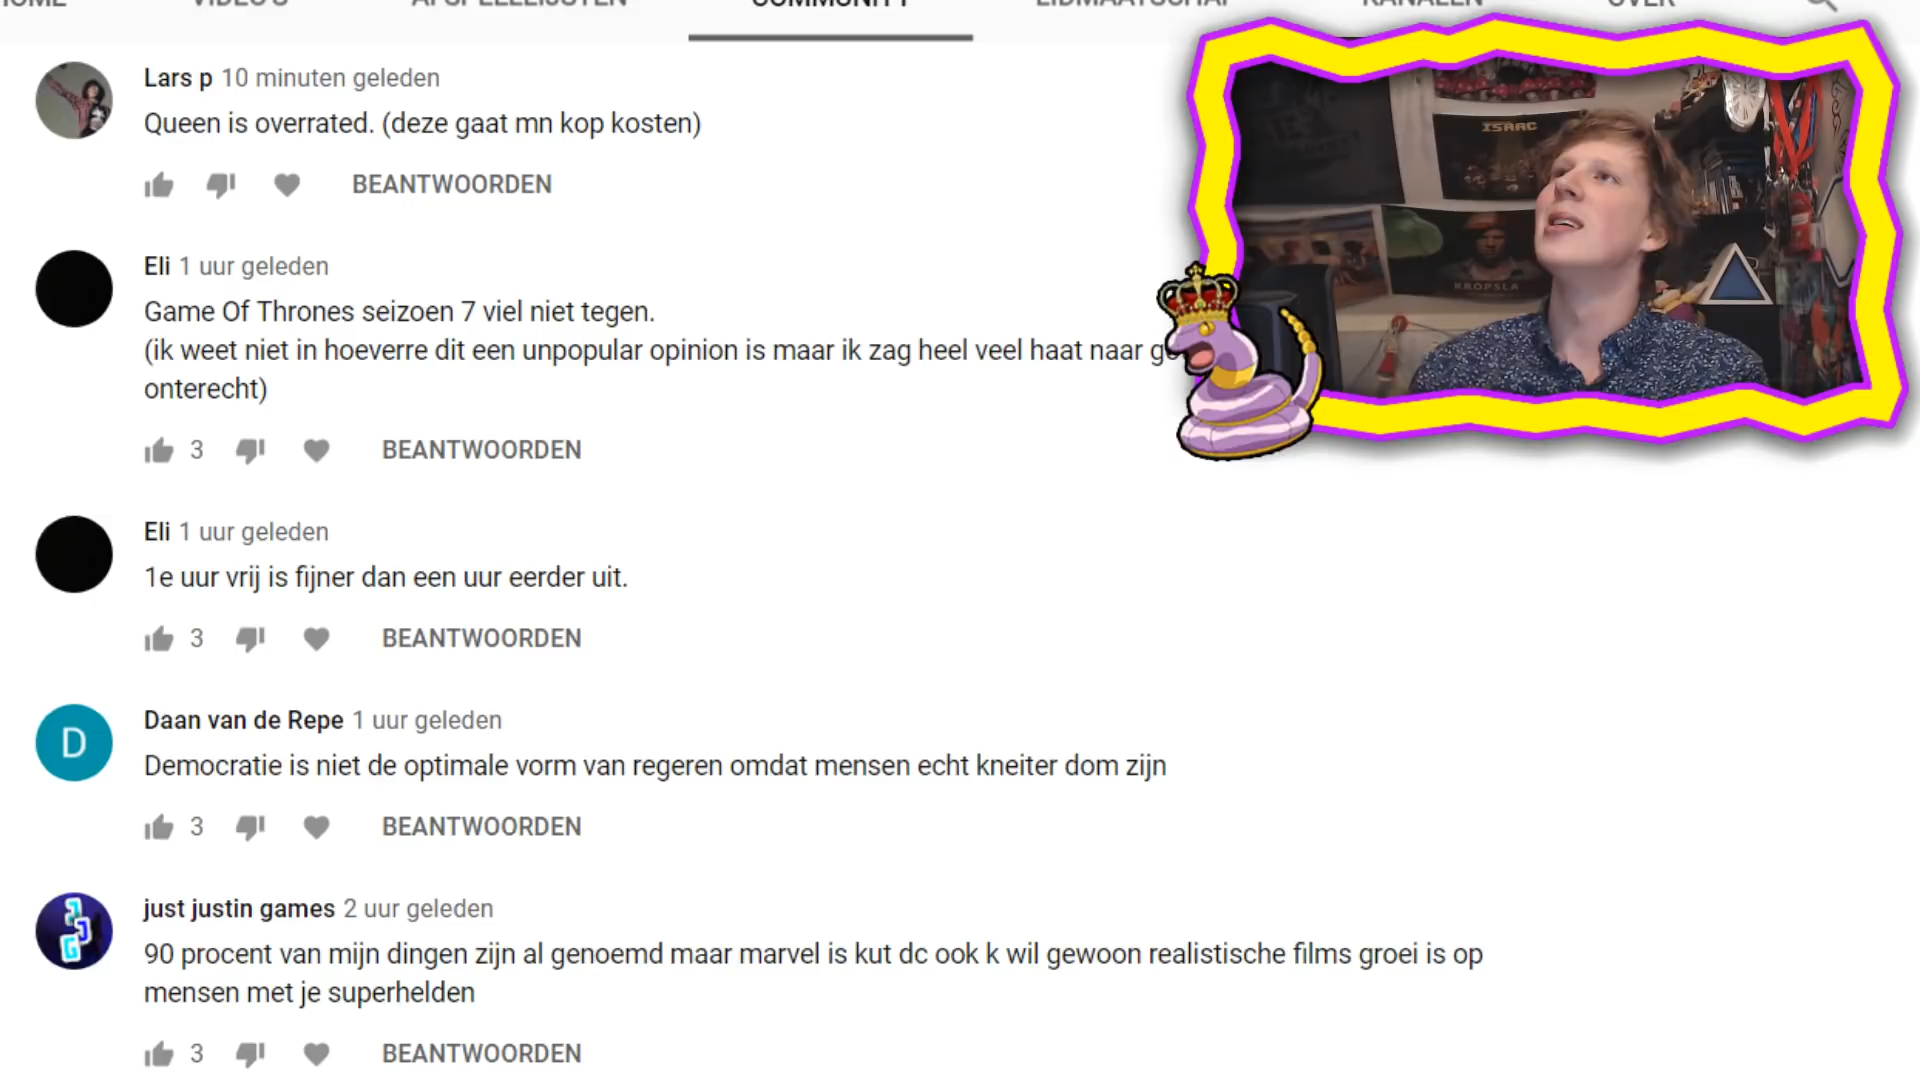 COMMUNITY
Lars p 10 minuten geleden
Queen is overrated. (deze gaat mn kop kosten)
BEANTWOORDEN
Eli 1 uur geleden
Game Of Thrones seizoen 7 viel niet tegen.
(ik weet niet in hoeverre dit een unpopular opinion is maar ik zag heel veel haat naar
onterecht)
3 BEANTWOORDEN
Eli 1 uur geleden
1e uur vrij is fijner dan een uur eerder uit.
3 BEANTWOORDEN
D
Daan van de Repe 1 uur geleden
Democratie is niet de optimale vorm van regeren omdat mensen echt kneiter dom zijn
3 BEANTWOORDEN
just justin games 2 uur geleden
90 procent van mijn dingen zijn al genoemd maar marvel is kut dc ook k wil gewoon realistische films groei is op
mensen met je superhelden
3 BEANTWOORDEN
ISAAC
KROPSLA